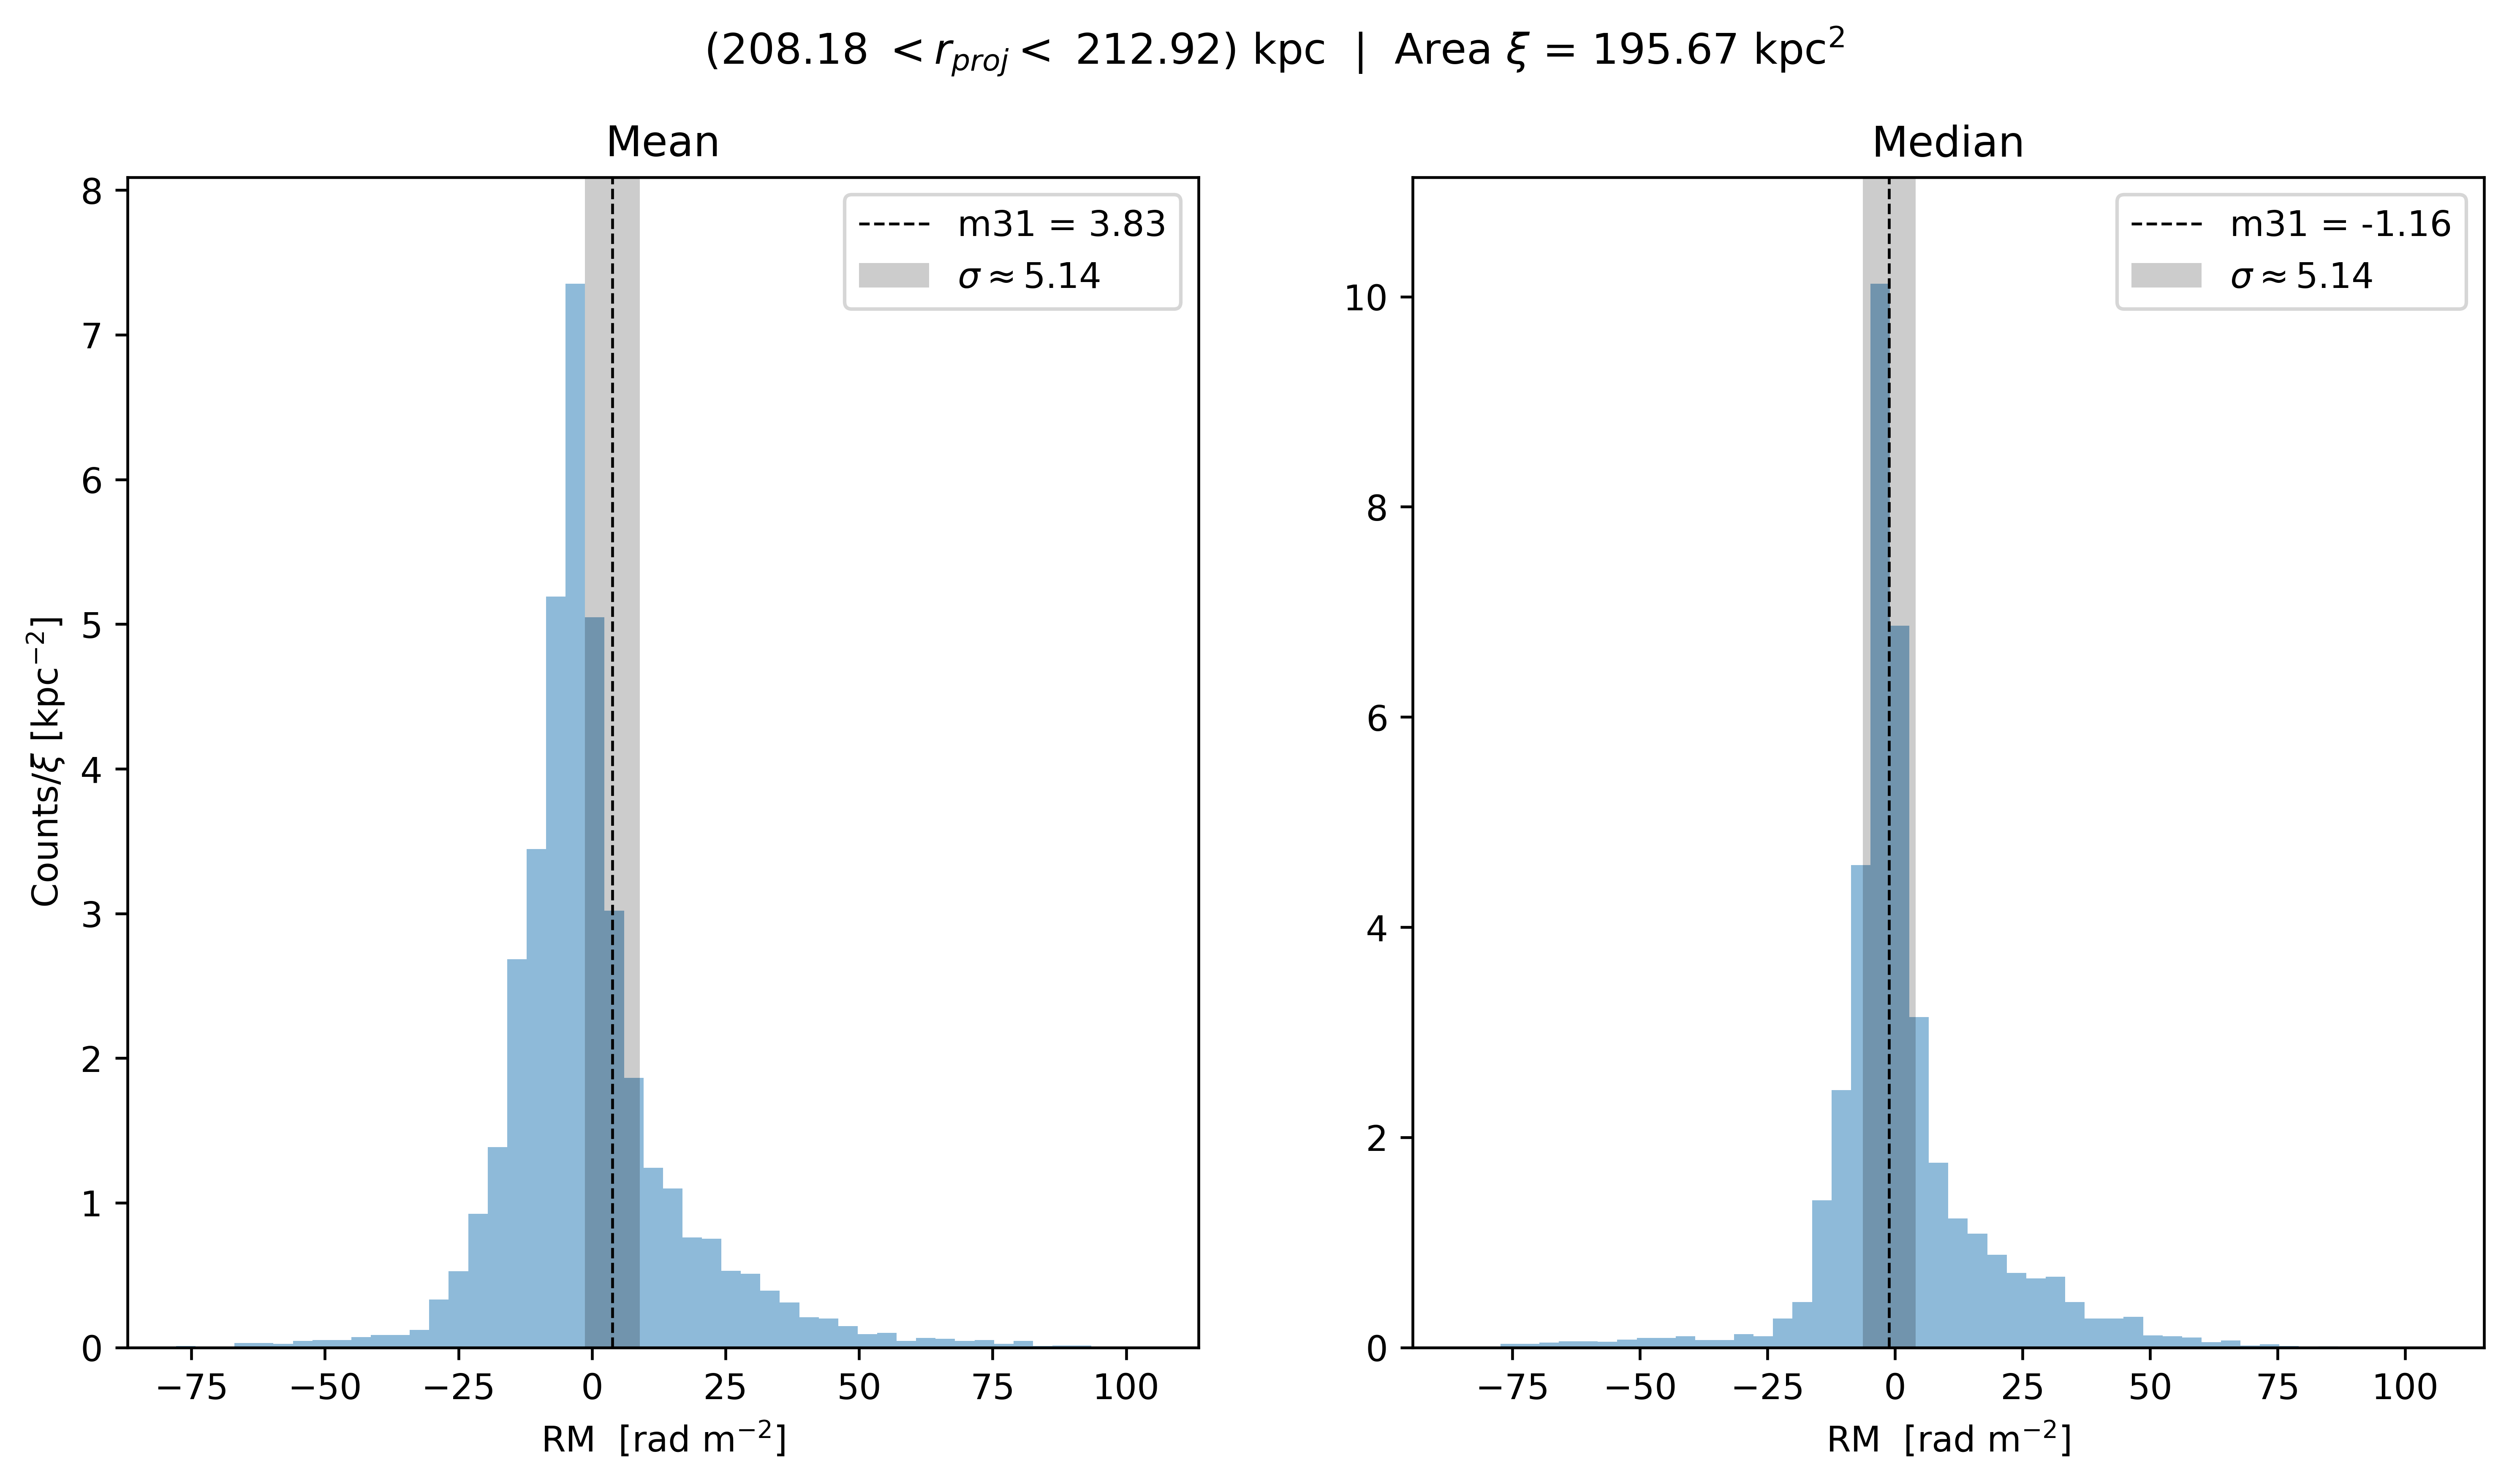 (208.18 < r_proj < 212.92) kpc | Area ξ = 195.67 kpc²
Mean
8
7
6
5
4
3
2
1
0
Counts/ξ [kpc⁻²]
m31 = 3.83
σ ≈ 5.14
−75 −50 −25 0 25 50 75 100
RM [rad m⁻²]
Median
10
8
6
4
2
0
m31 = -1.16
σ ≈ 5.14
−75 −50 −25 0 25 50 75 100
RM [rad m⁻²]